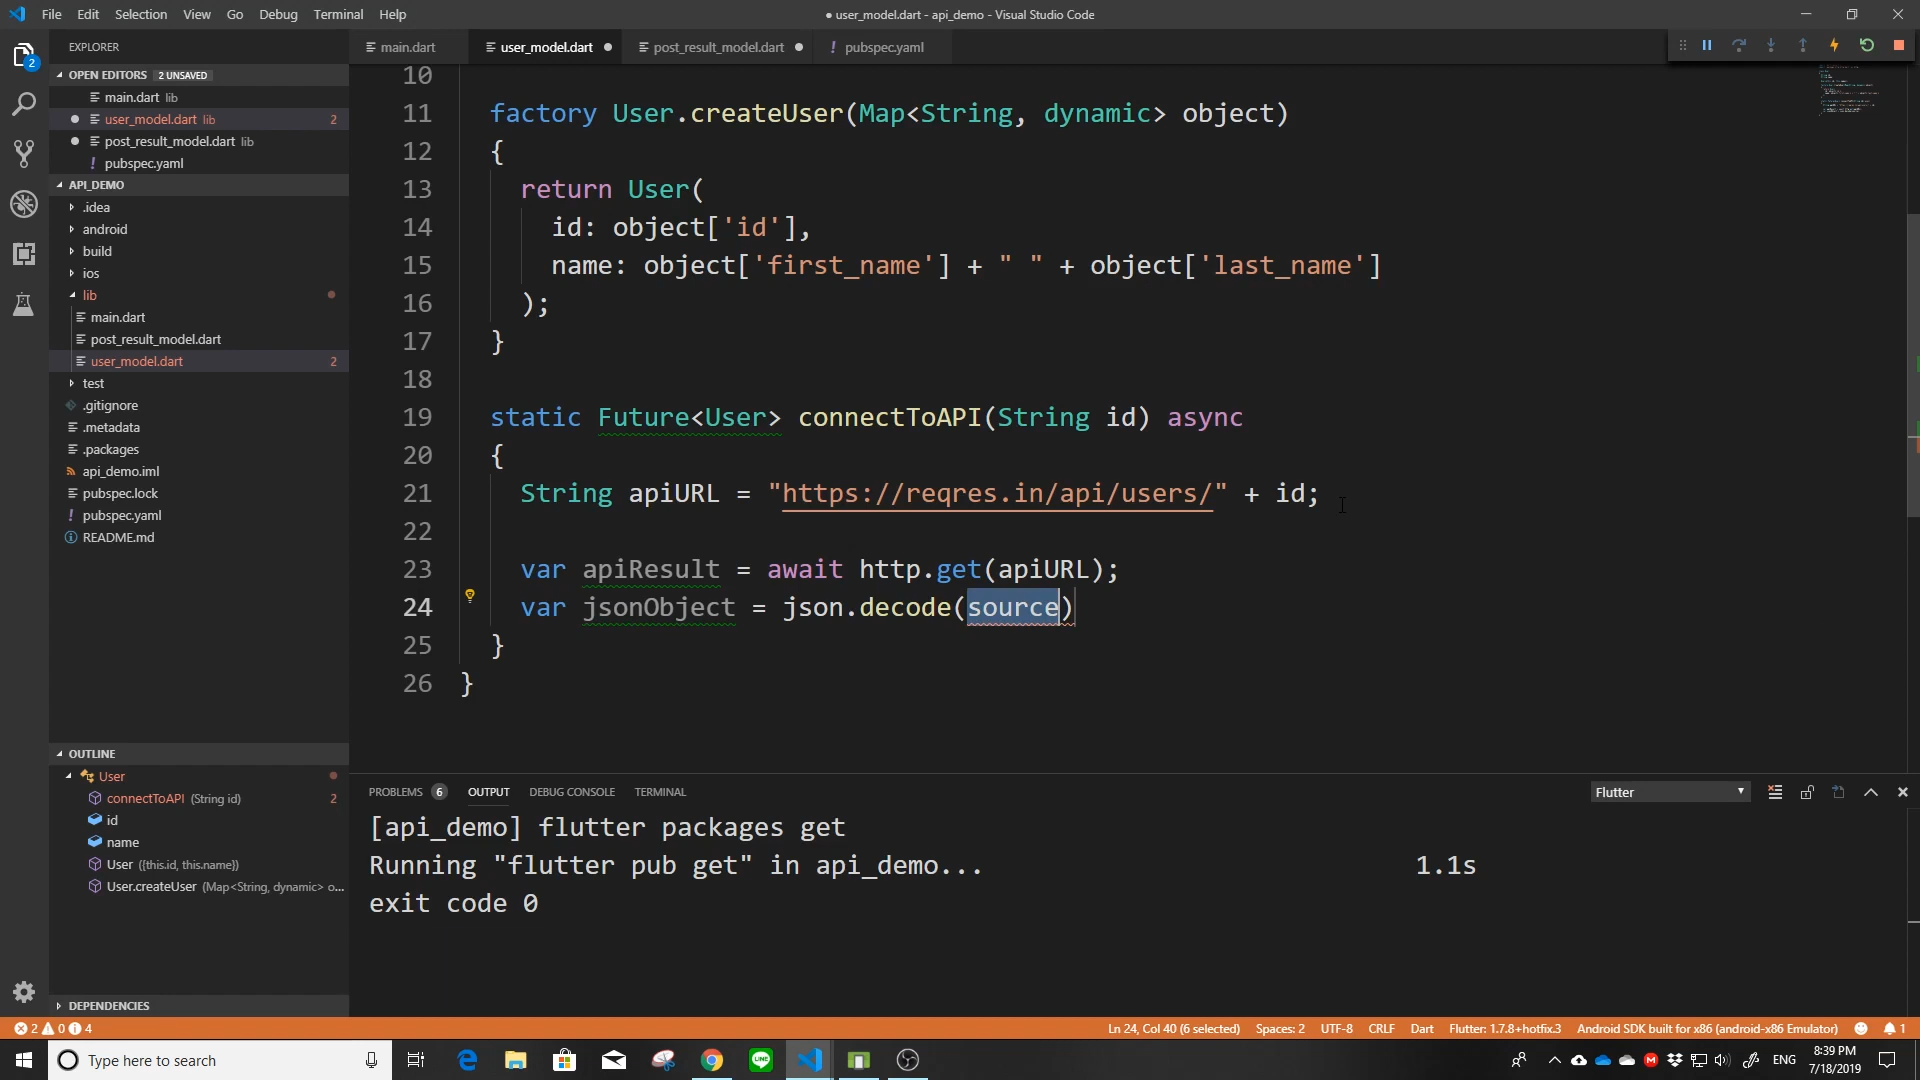 File Edit Selection View Go Debug Terminal Help
● user_model.dart - api_demo - Visual Studio Code
EXPLORER
main.dart user_model.dart post_result_model.dart ! pubspec.yaml
OPEN EDITORS 2 UNSAVED
main.dart lib
user_model.dart lib 2
post_result_model.dart lib
! pubspec.yaml
API_DEMO
.idea
android
build
ios
lib
main.dart
post_result_model.dart
user_model.dart 2
test
.gitignore
.metadata
.packages
api_demo.iml
pubspec.lock
! pubspec.yaml
README.md
OUTLINE
User
connectToAPI (String id) 2
id
name
User ({this.id, this.name})
User.createUser (Map<String, dynamic> o...
DEPENDENCIES
2
10
11 factory User.createUser(Map<String, dynamic> object)
12 {
13 return User(
14 id: object['id'],
15 name: object['first_name'] + " " + object['last_name']
16 );
17 }
18
19 static Future<User> connectToAPI(String id) async
20 {
21 String apiURL = "https://reqres.in/api/users/" + id;
22
23 var apiResult = await http.get(apiURL);
24 var jsonObject = json.decode(source)
25 }
26 }
PROBLEMS 6 OUTPUT DEBUG CONSOLE TERMINAL Flutter
[api_demo] flutter packages get
Running "flutter pub get" in api_demo... 1.1s
exit code 0
2 0 4 Ln 24, Col 40 (6 selected) Spaces: 2 UTF-8 CRLF Dart Flutter: 1.7.8+hotfix.3 Android SDK built for x86 (android-x86 Emulator) 1
Type here to search
LINE
ENG
8:39 PM
7/18/2019